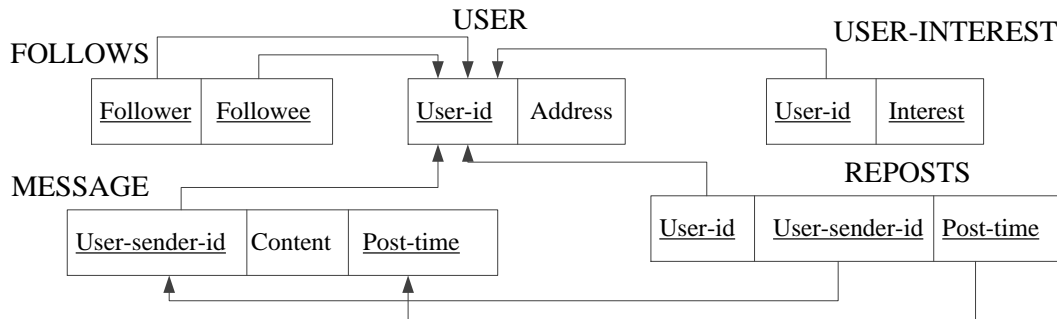 USER
USER-INTEREST
FOLLOWS
Follower Followee
User-id Address
User-id Interest
MESSAGE
REPOSTS
User-sender-id Content Post-time
User-id User-sender-id Post-time